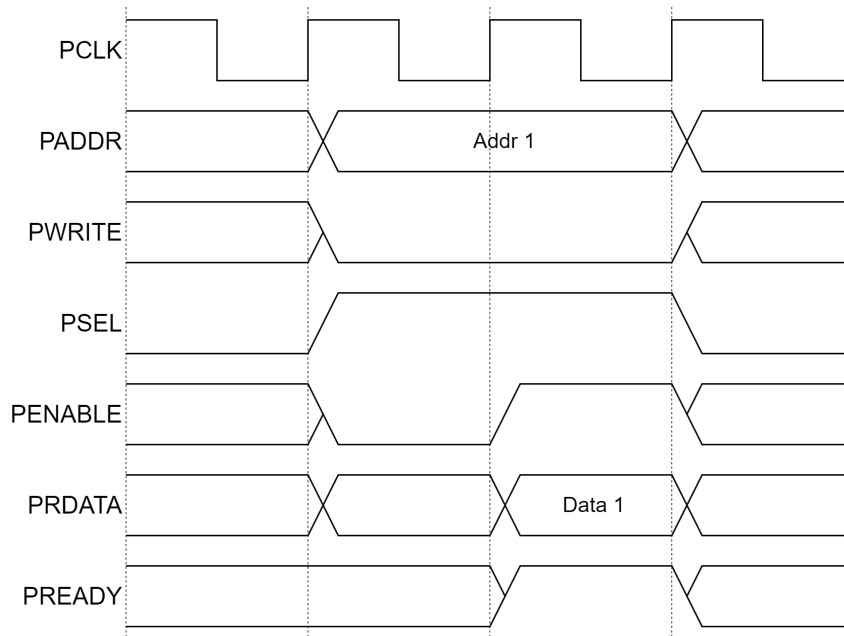 PCLK
PADDR
Addr 1
PWRITE
PSEL
PENABLE
PRDATA
Data 1
PREADY